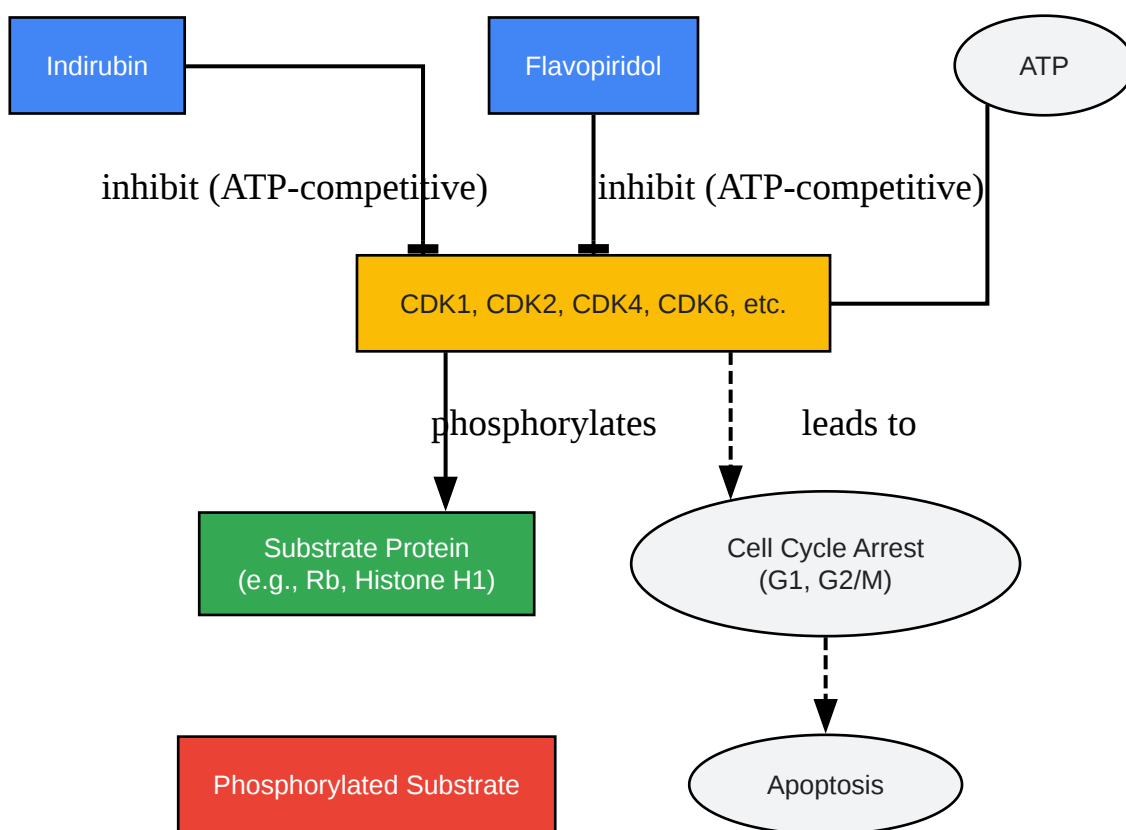 Indirubin
Flavopiridol
ATP
inhibit (ATP-competitive)
inhibit (ATP-competitive)
CDK1, CDK2, CDK4, CDK6, etc.
phosphorylates
leads to
Substrate Protein
(e.g., Rb, Histone H1)
Cell Cycle Arrest
(G1, G2/M)
Phosphorylated Substrate
Apoptosis